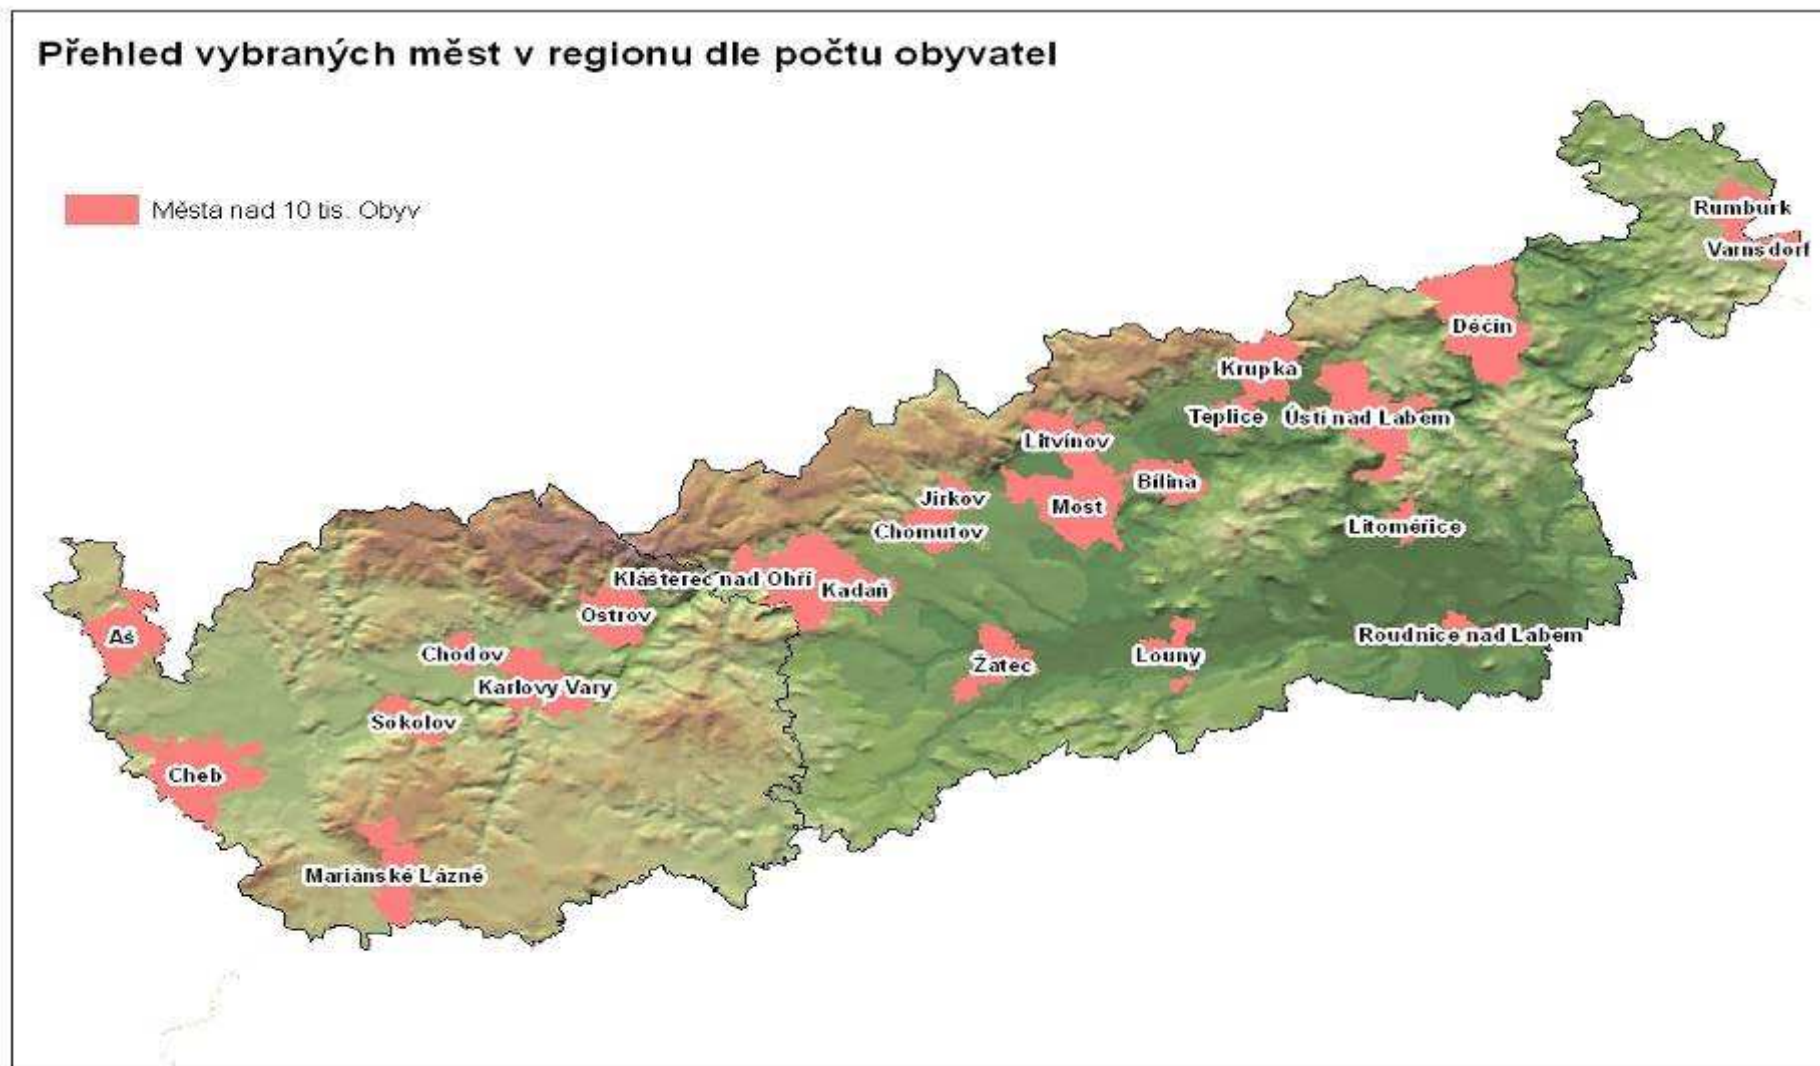 Přehled vybraných měst v regionu dle počtu obyvatel
Města nad 10 tis. Obyv
Rumburk
Varnsdorf
Děčín
Krupka
Teplice
Ústí nad Labem
Litvínov
Bílina
Jirkov
Most
Chomutov
Litoměřice
Klášterec nad Ohří
Kadaň
Ostrov
Aš
Roudnice nad Labem
Chodov
Louny
Žatec
Karlovy Vary
Sokolov
Cheb
Mariánské Lázně